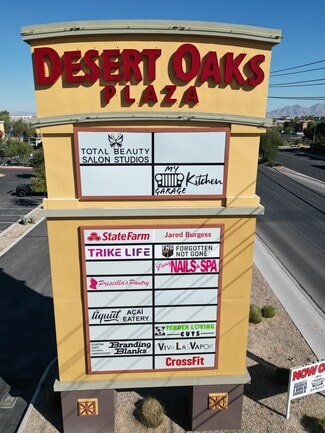 DESERT OAKS
PLAZA
TOTAL BEAUTY
SALON STUDIOS
MY
GARAGE
Kitchen
StateFarm
Jared Burgess
TRIKE LIFE
FORGOTTEN
NOT GONE
NAILS & SPA
Priscilla's Pantry
liquid
AÇAÍ
EATERY
TENDER LOVING
CUTS
Branding
Blanks
VIVA LA VAPOR
CrossFit
NOW